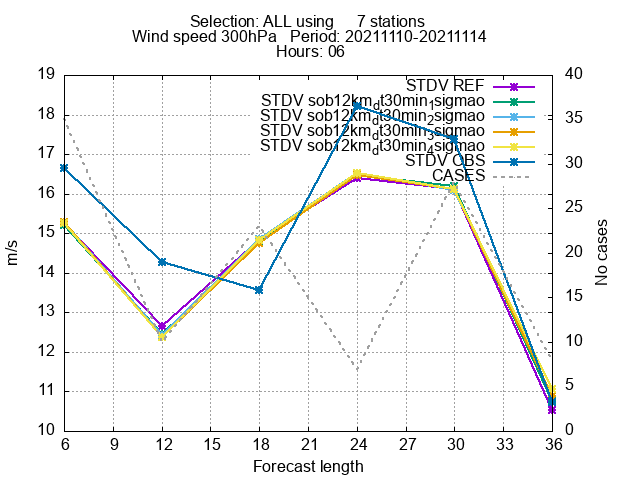 Selection: ALL using 7 stations
Wind speed 300hPa Period: 20211110-20211114
Hours: 06
STDV REF
STDV sob12km_dt30min_1sigmao
STDV sob12km_dt30min_2sigmao
STDV sob12km_dt30min_3sigmao
STDV sob12km_dt30min_4sigmao
STDV OBS
CASES
19
18
17
16
15
14
13
12
11
10
m/s
40
35
30
25
20
15
10
5
0
No cases
6 9 12 15 18 21 24 27 30 33 36
Forecast length